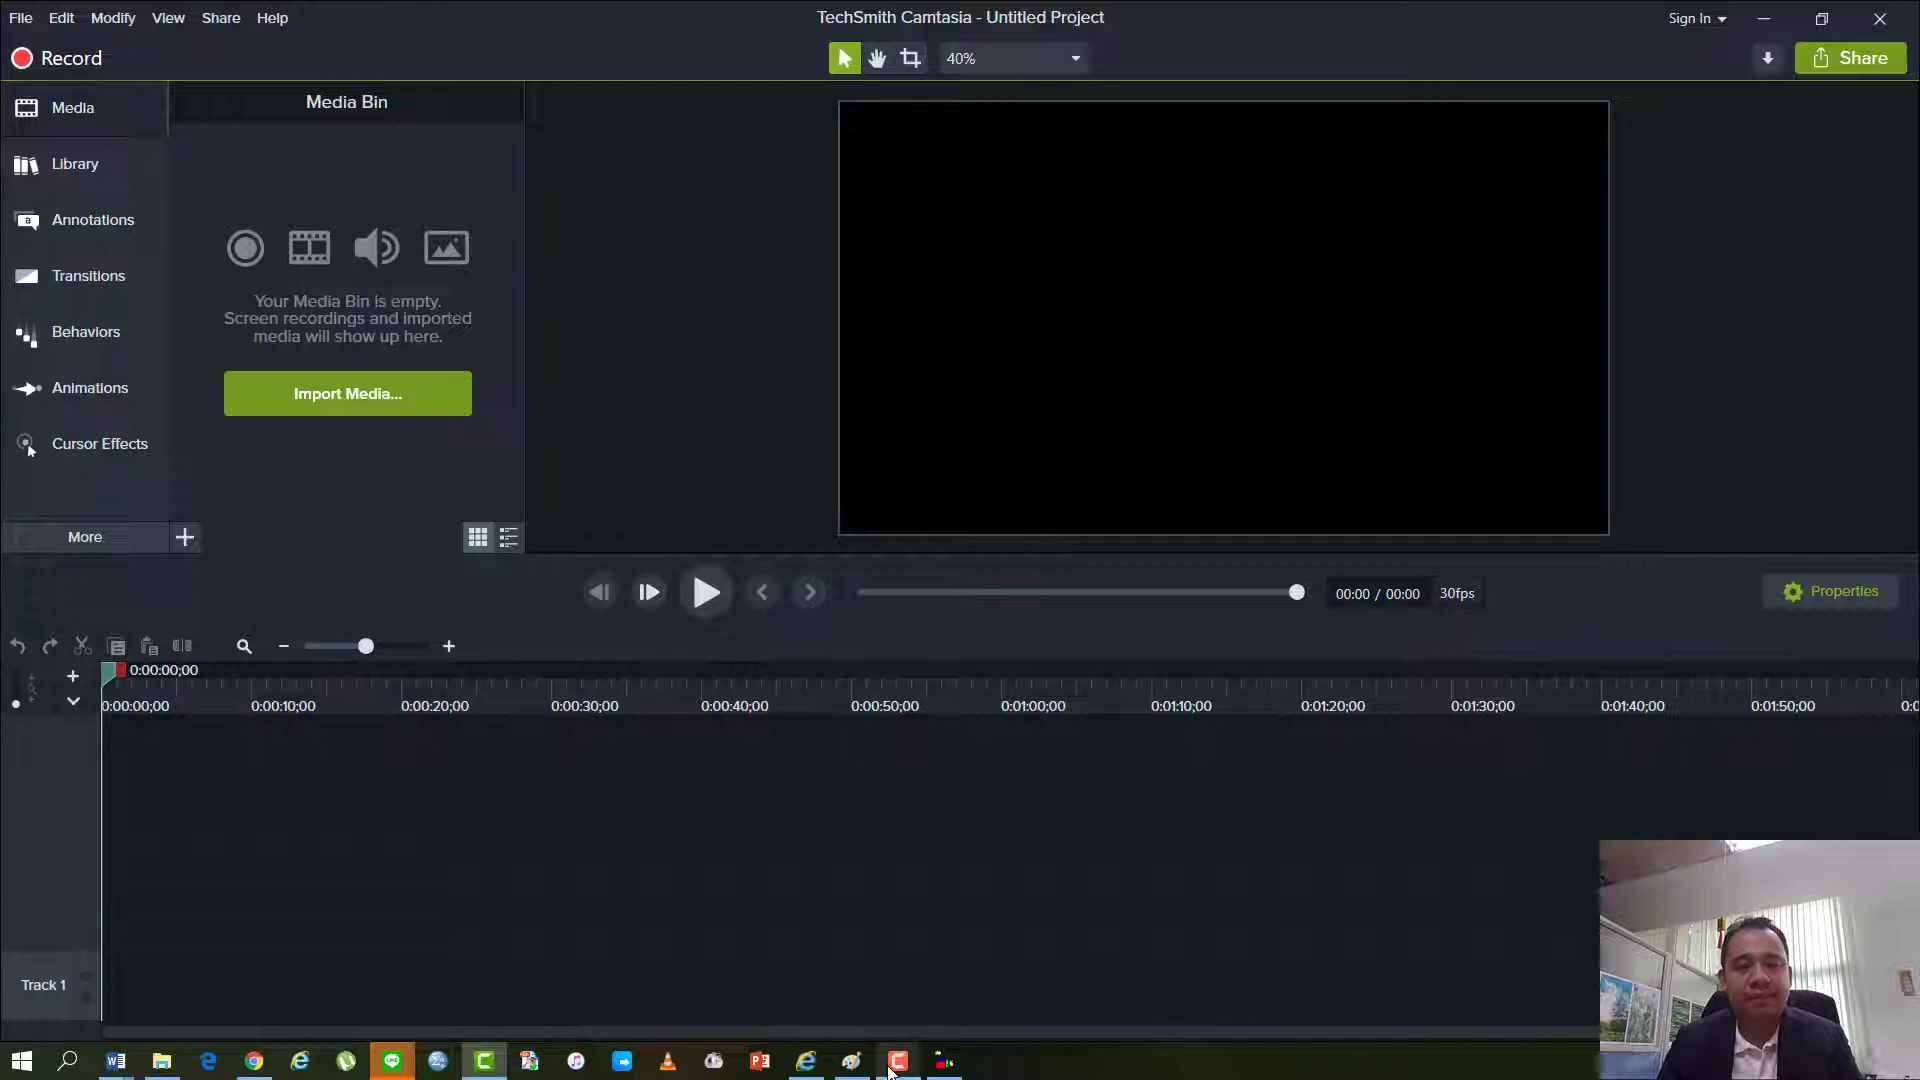 File Edit Modify View Share Help
TechSmith Camtasia - Untitled Project
Sign In
Record
40%
Share
Media
Media Bin
Library
Annotations
Transitions
Behaviors
Animations
Cursor Effects
Your Media Bin is empty.
Screen recordings and imported
media will show up here.
Import Media...
More
00:00 / 00:00 30fps
Properties
0:00:00;00
0:00:00;00 0:00:10;00 0:00:20;00 0:00:30;00 0:00:40;00 0:00:50;00 0:01:00;00 0:01:10;00 0:01:20;00 0:01:30;00 0:01:40;00 0:01:50;00
Track 1